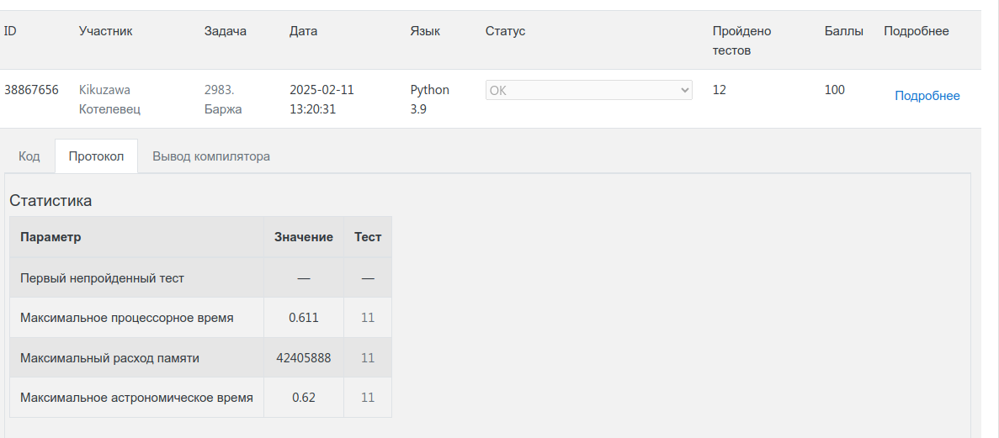 ID Участник Задача Дата Язык Статус Пройдено тестов Баллы Подробнее
38867656 Kikuzawa Котелевец 2983. Баржа 2025-02-11 13:20:31 Python 3.9 OK 12 100 Подробнее
Код Протокол Вывод компилятора
Статистика
Параметр Значение Тест
Первый непройденный тест — —
Максимальное процессорное время 0.611 11
Максимальный расход памяти 42405888 11
Максимальное астрономическое время 0.62 11